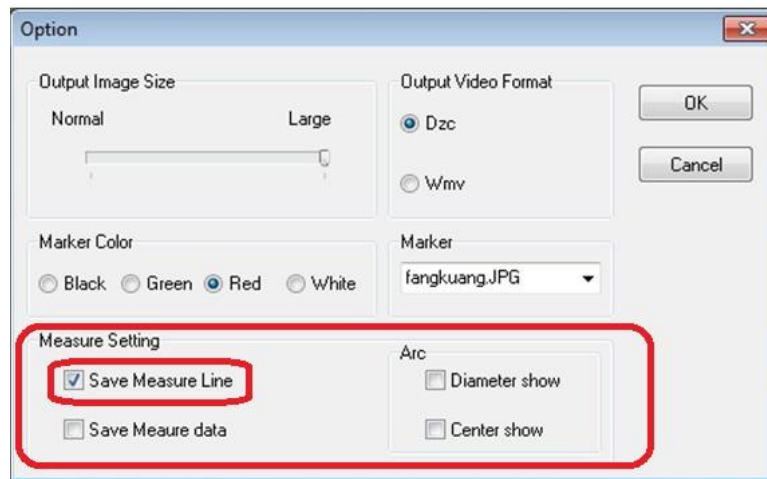 Option
Output Image Size
Normal Large
Output Video Format
Dzc
Wmv
OK
Cancel
Marker Color
Black Green Red White
Marker
fangkuang.JPG
Measure Setting
Save Measure Line
Save Meaure data
Arc
Diameter show
Center show